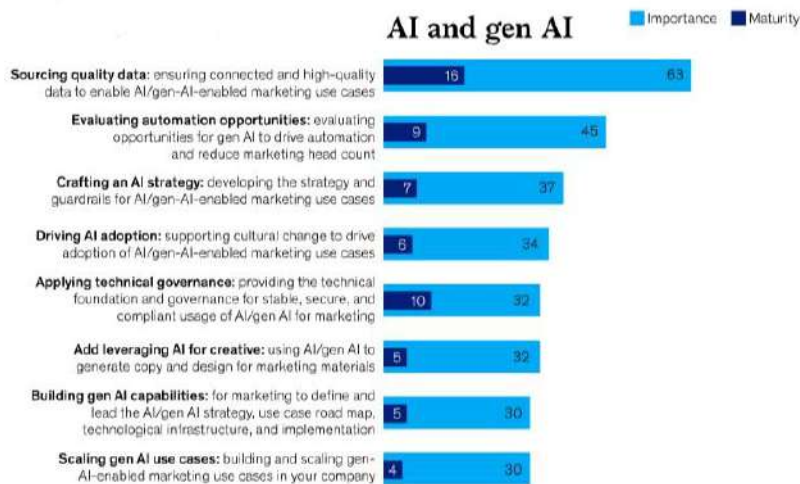 AI and gen AI
Importance
Maturity
Sourcing quality data: ensuring connected and high-quality
data to enable AI/gen-AI-enabled marketing use cases
16
63
Evaluating automation opportunities: evaluating
opportunities for gen AI to drive automation
and reduce marketing head count
9
45
Crafting an AI strategy: developing the strategy and
guardrails for AI/gen-AI-enabled marketing use cases
7
37
Driving AI adoption: supporting cultural change to drive
adoption of AI/gen-AI-enabled marketing use cases
6
34
Applying technical governance: providing the technical
foundation and governance for stable, secure, and
compliant usage of AI/gen AI for marketing
10
32
Add leveraging AI for creative: using AI/gen AI to
generate copy and design for marketing materials
5
32
Building gen AI capabilities: for marketing to define and
lead the AI/gen AI strategy, use case road map,
technological infrastructure, and implementation
5
30
Scaling gen AI use cases: building and scaling gen-
AI-enabled marketing use cases in your company
4
30